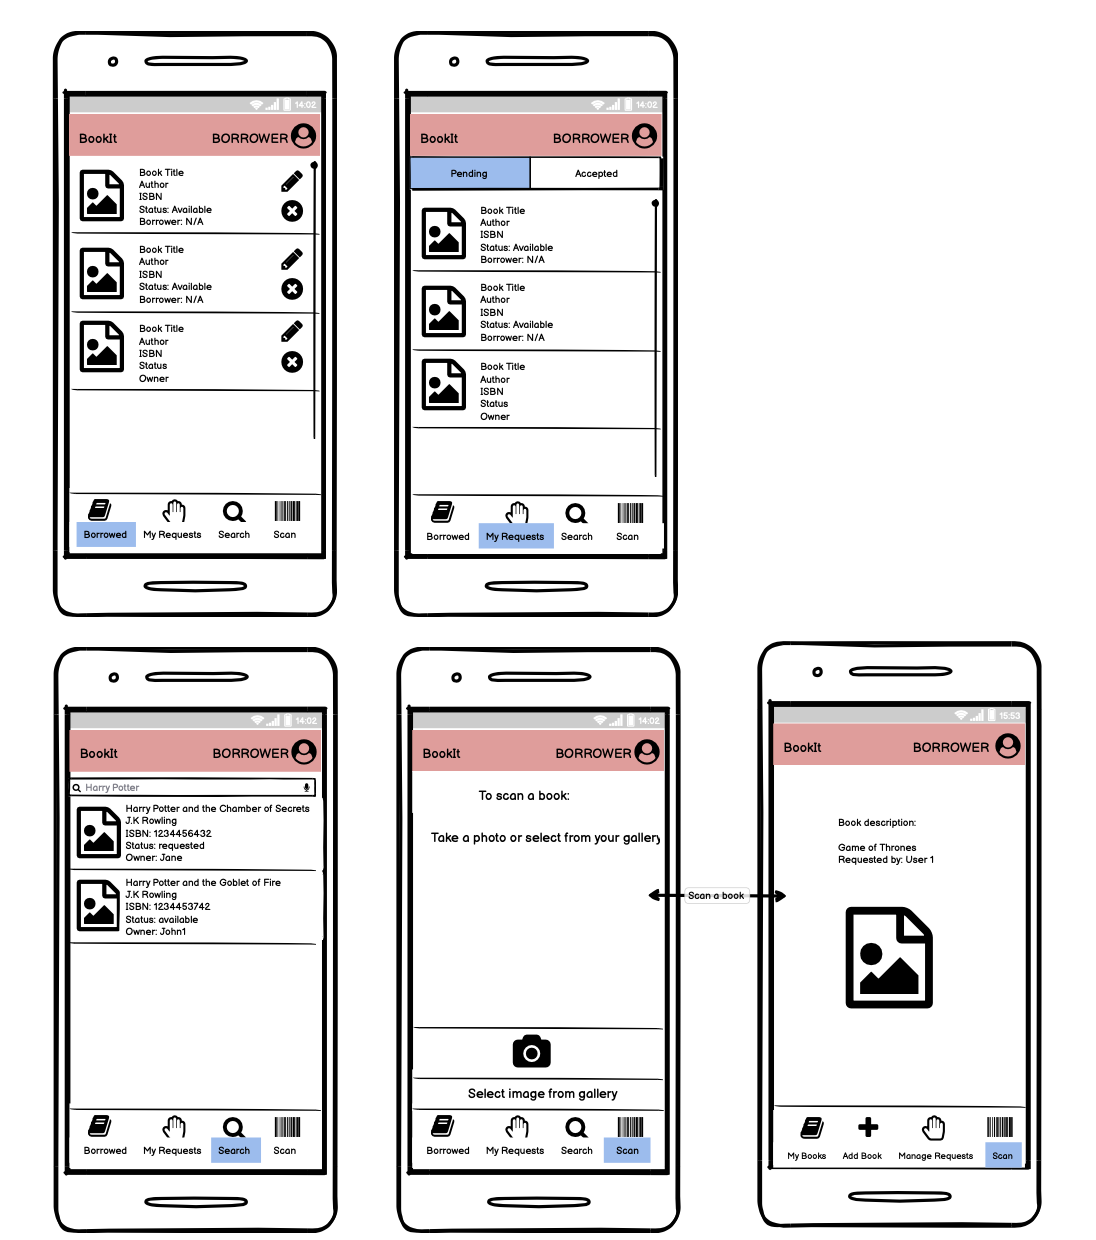 14:02
BookIt
BORROWER
Book Title
Author
ISBN
Status: Available
Borrower: N/A
Book Title
Author
ISBN
Status: Available
Borrower: N/A
Book Title
Author
ISBN
Status
Owner
Borrowed
My Requests
Search
Scan
14:02
BookIt
BORROWER
Pending
Accepted
Book Title
Author
ISBN
Status: Available
Borrower: N/A
Book Title
Author
ISBN
Status: Available
Borrower: N/A
Book Title
Author
ISBN
Status
Owner
Borrowed
My Requests
Search
Scan
14:02
BookIt
BORROWER
Harry Potter
Harry Potter and the Chamber of Secrets
J.K Rowling
ISBN: 1234456432
Status: requested
Owner: Jane
Harry Potter and the Goblet of Fire
J.K Rowling
ISBN: 1234453742
Status: available
Owner: John1
Borrowed
My Requests
Search
Scan
14:02
BookIt
BORROWER
To scan a book:
Take a photo or select from your gallery
Select image from gallery
Borrowed
My Requests
Search
Scan
Scan a book
15:53
BookIt
BORROWER
Book description:
Game of Thrones
Requested by: User 1
My Books
Add Book
Manage Requests
Scan